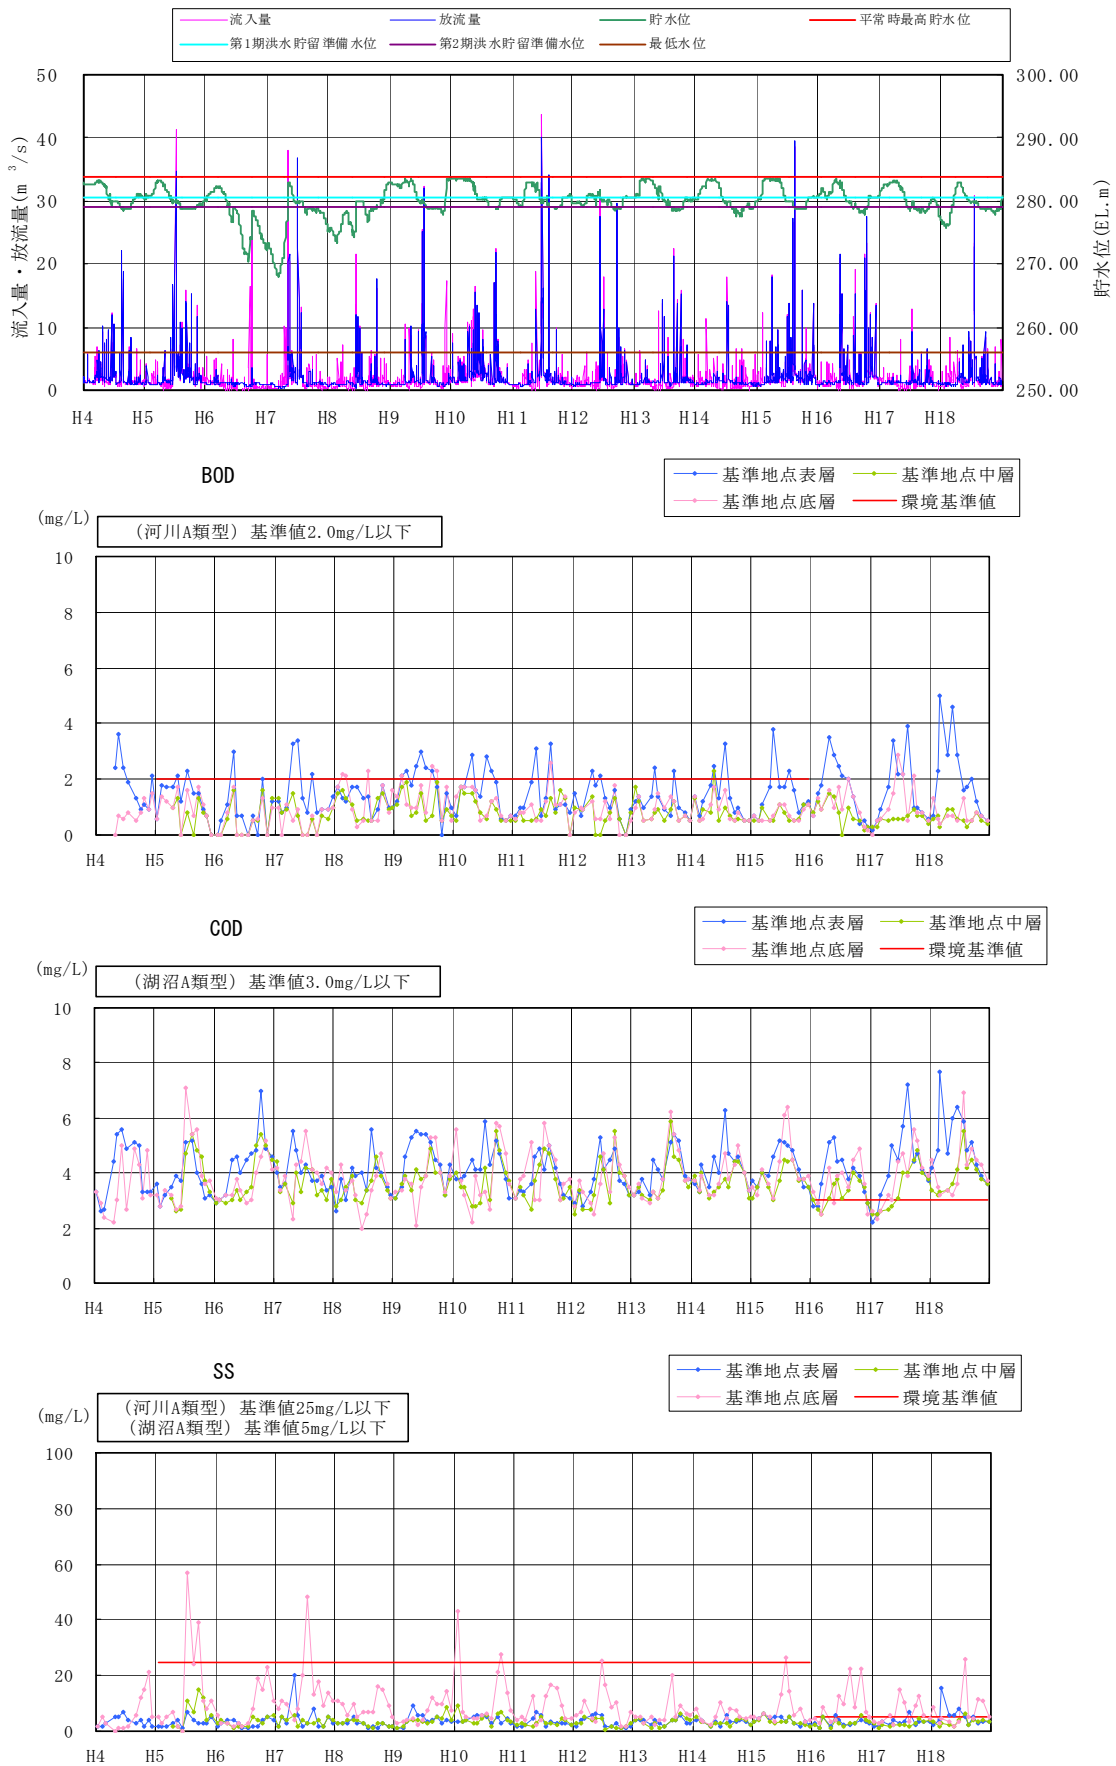 流入量 放流量 貯水位 平常時最高貯水位
第1期洪水貯留準備水位 第2期洪水貯留準備水位 最低水位
流入量・放流量(m³/s)
50
40
30
20
10
0
300.00
290.00
280.00
270.00
260.00
250.00
貯水位(EL.m)
H4 H5 H6 H7 H8 H9 H10 H11 H12 H13 H14 H15 H16 H17 H18
BOD
基準地点表層 基準地点中層
基準地点底層 環境基準値
(mg/L)
(河川A類型) 基準値2.0mg/L以下
10
8
6
4
2
0
H4 H5 H6 H7 H8 H9 H10 H11 H12 H13 H14 H15 H16 H17 H18
COD
基準地点表層 基準地点中層
基準地点底層 環境基準値
(mg/L)
(湖沼A類型) 基準値3.0mg/L以下
10
8
6
4
2
0
H4 H5 H6 H7 H8 H9 H10 H11 H12 H13 H14 H15 H16 H17 H18
SS
基準地点表層 基準地点中層
基準地点底層 環境基準値
(mg/L)
(河川A類型) 基準値25mg/L以下
(湖沼A類型) 基準値5mg/L以下
100
80
60
40
20
0
H4 H5 H6 H7 H8 H9 H10 H11 H12 H13 H14 H15 H16 H17 H18